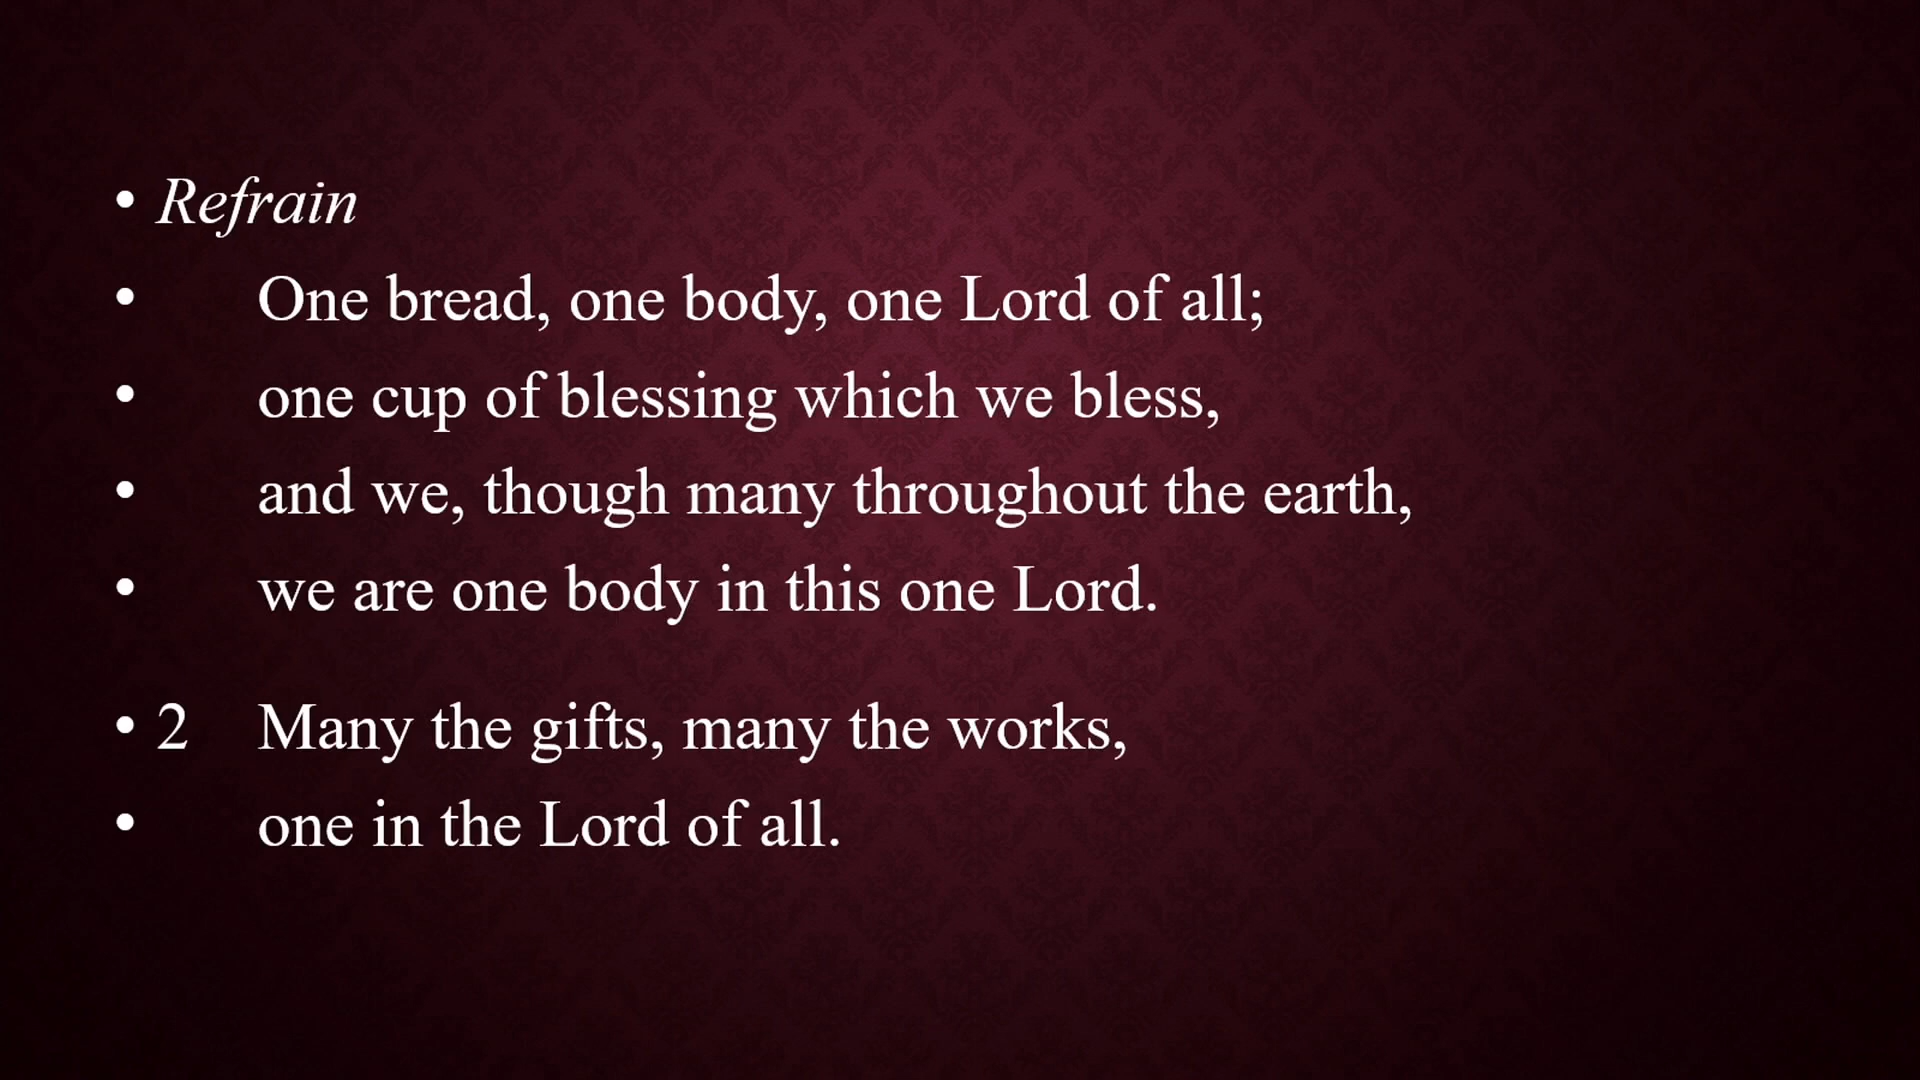 • Refrain
• One bread, one body, one Lord of all;
• one cup of blessing which we bless,
• and we, though many throughout the earth,
• we are one body in this one Lord.
• 2 Many the gifts, many the works,
• one in the Lord of all.